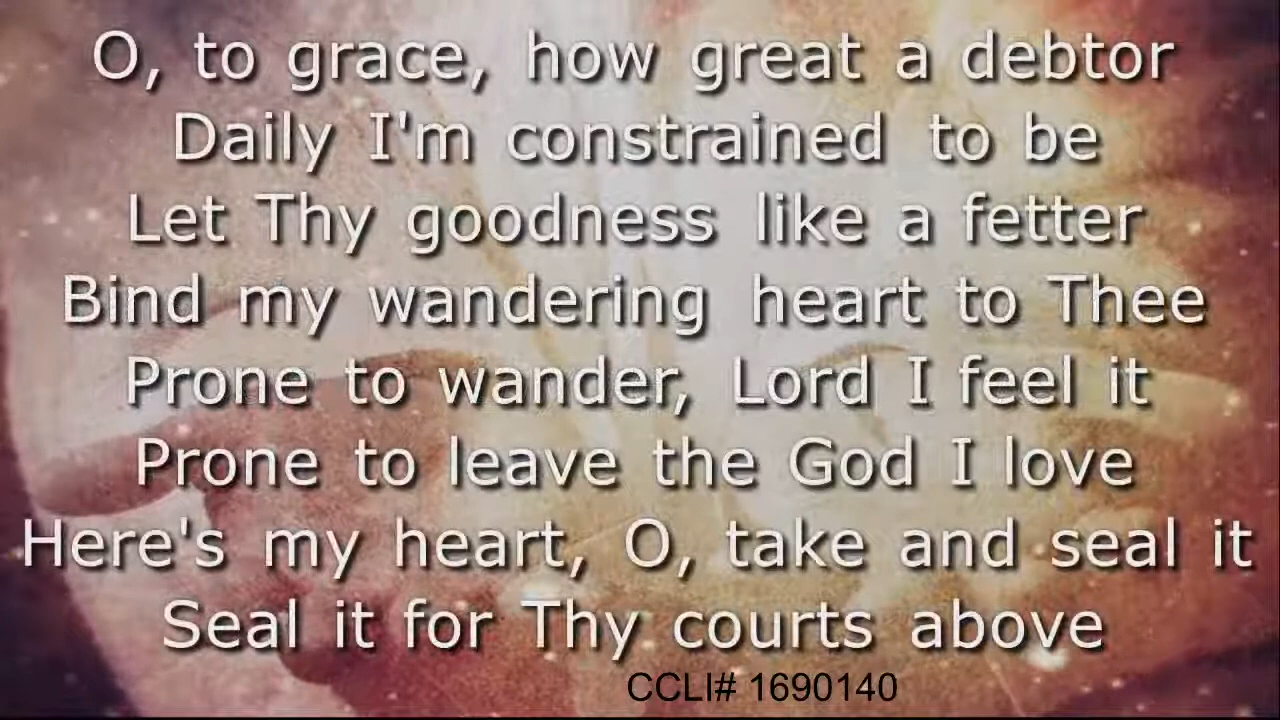 O, to grace, how great a debtor
Daily I'm constrained to be
Let Thy goodness like a fetter
Bind my wandering heart to Thee
Prone to wander, Lord I feel it
Prone to leave the God I love
Here's my heart, O, take and seal it
Seal it for Thy courts above
CCLI# 1690140